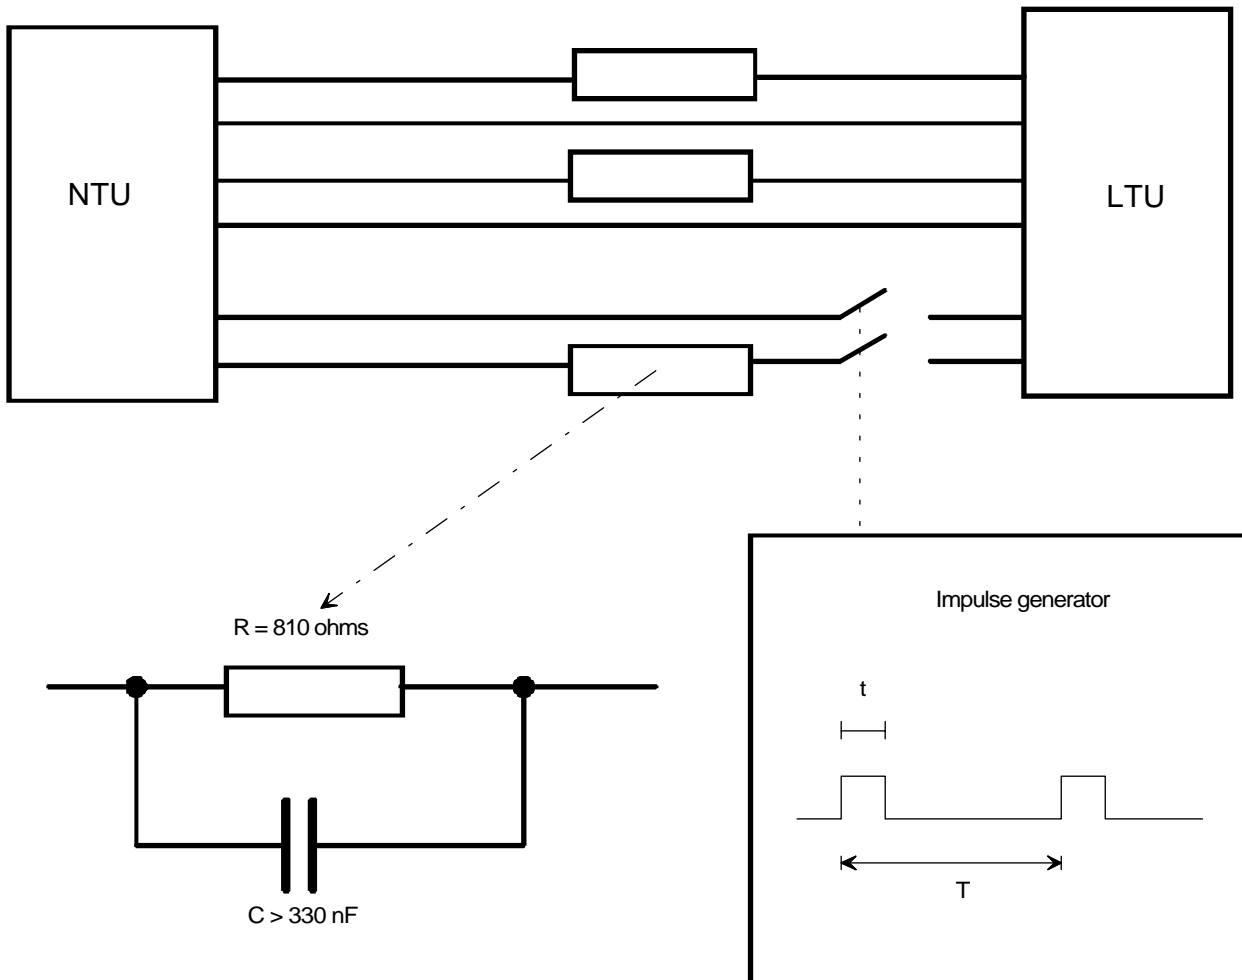 NTU
LTU
R = 810 ohms
C > 330 nF
Impulse generator
t
T